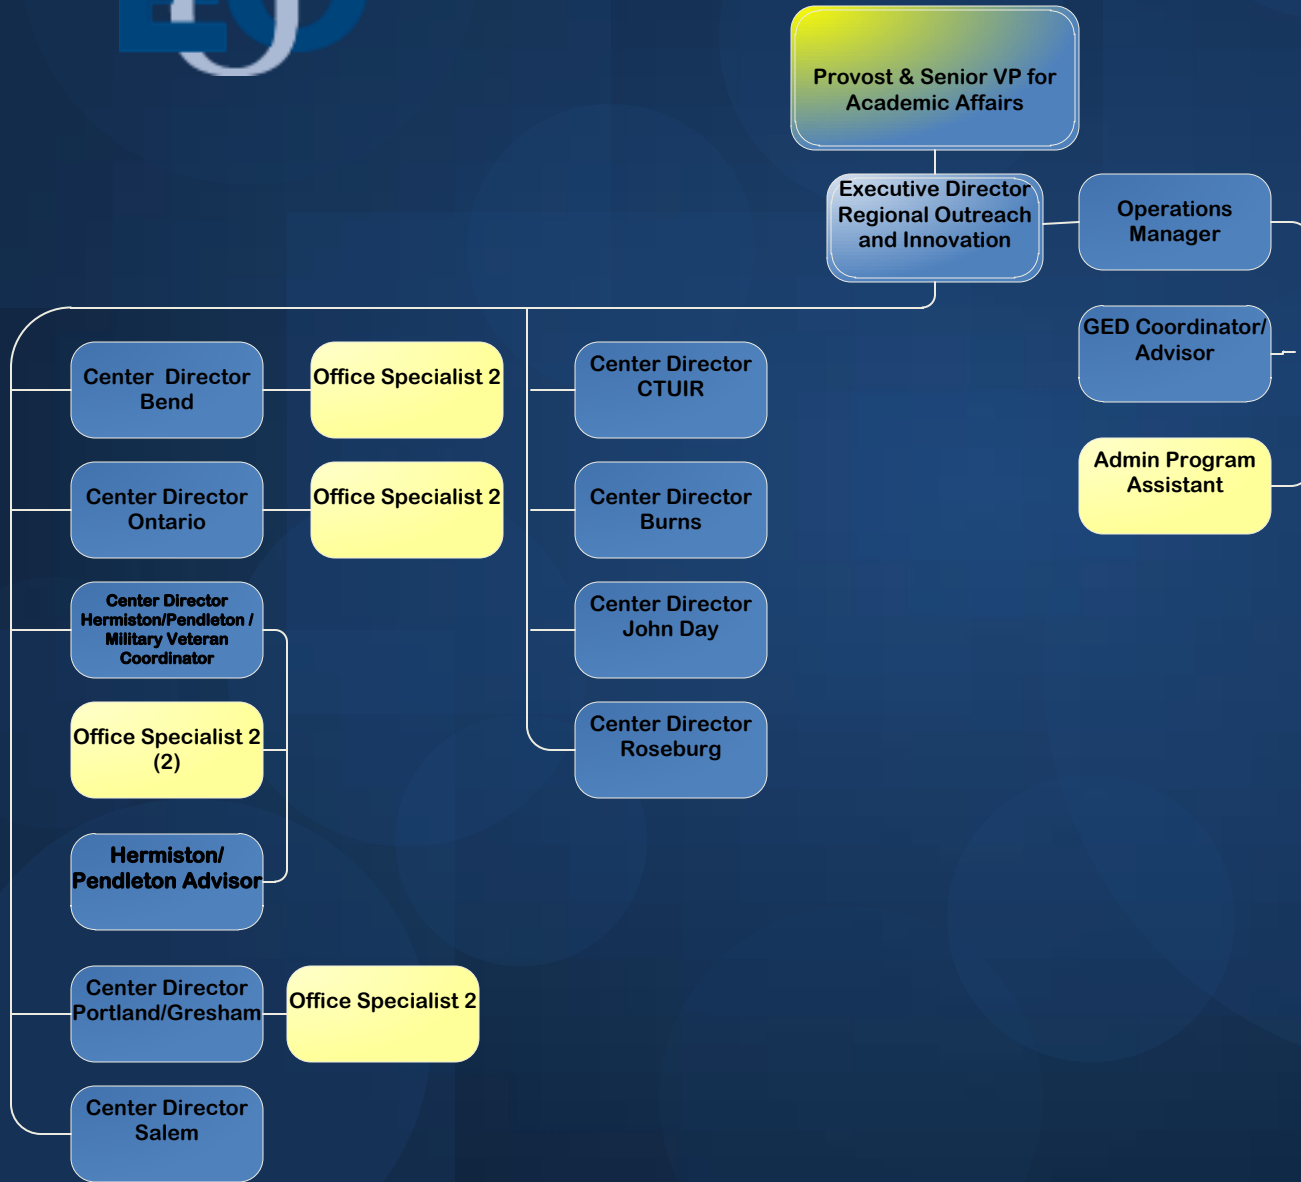 EO
Provost & Senior VP for
Academic Affairs
Executive Director
Regional Outreach
and Innovation
Operations
Manager
GED Coordinator/
Advisor
Admin Program
Assistant
Center Director
Bend
Office Specialist 2
Center Director
CTUIR
Center Director
Ontario
Office Specialist 2
Center Director
Burns
Center Director
Hermiston/Pendleton /
Military Veteran
Coordinator
Center Director
John Day
Office Specialist 2
(2)
Center Director
Roseburg
Hermiston/
Pendleton Advisor
Center Director
Portland/Gresham
Office Specialist 2
Center Director
Salem